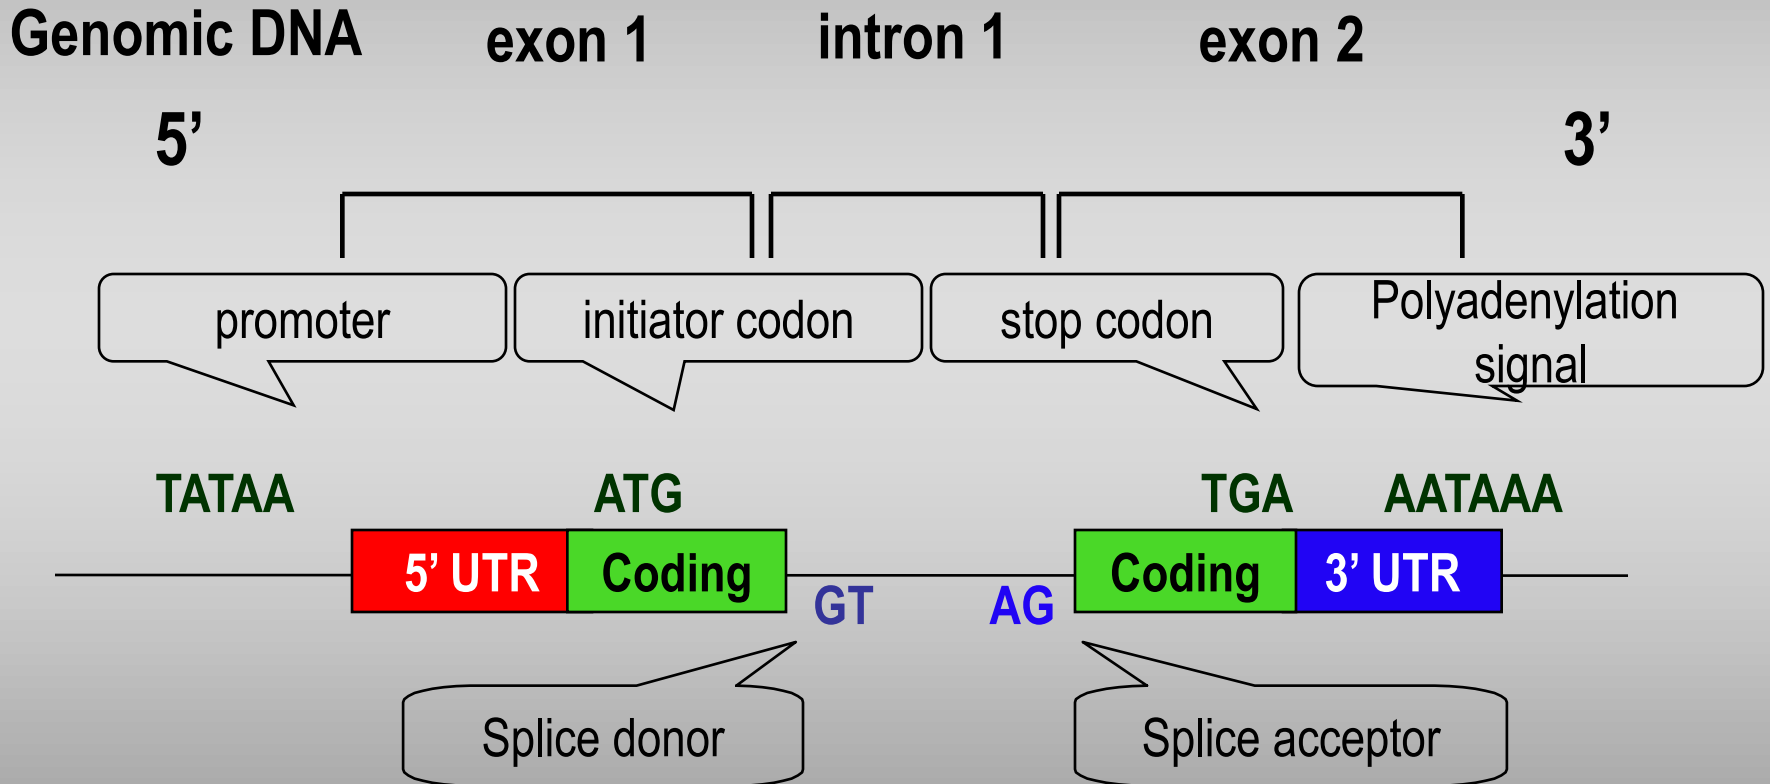 Genomic DNA exon 1 intron 1 exon 2
5’ 3’
promoter initiator codon stop codon Polyadenylation
signal
TATAA ATG TGA AATAAA
5’ UTR Coding Coding 3’ UTR
GT AG
Splice donor Splice acceptor